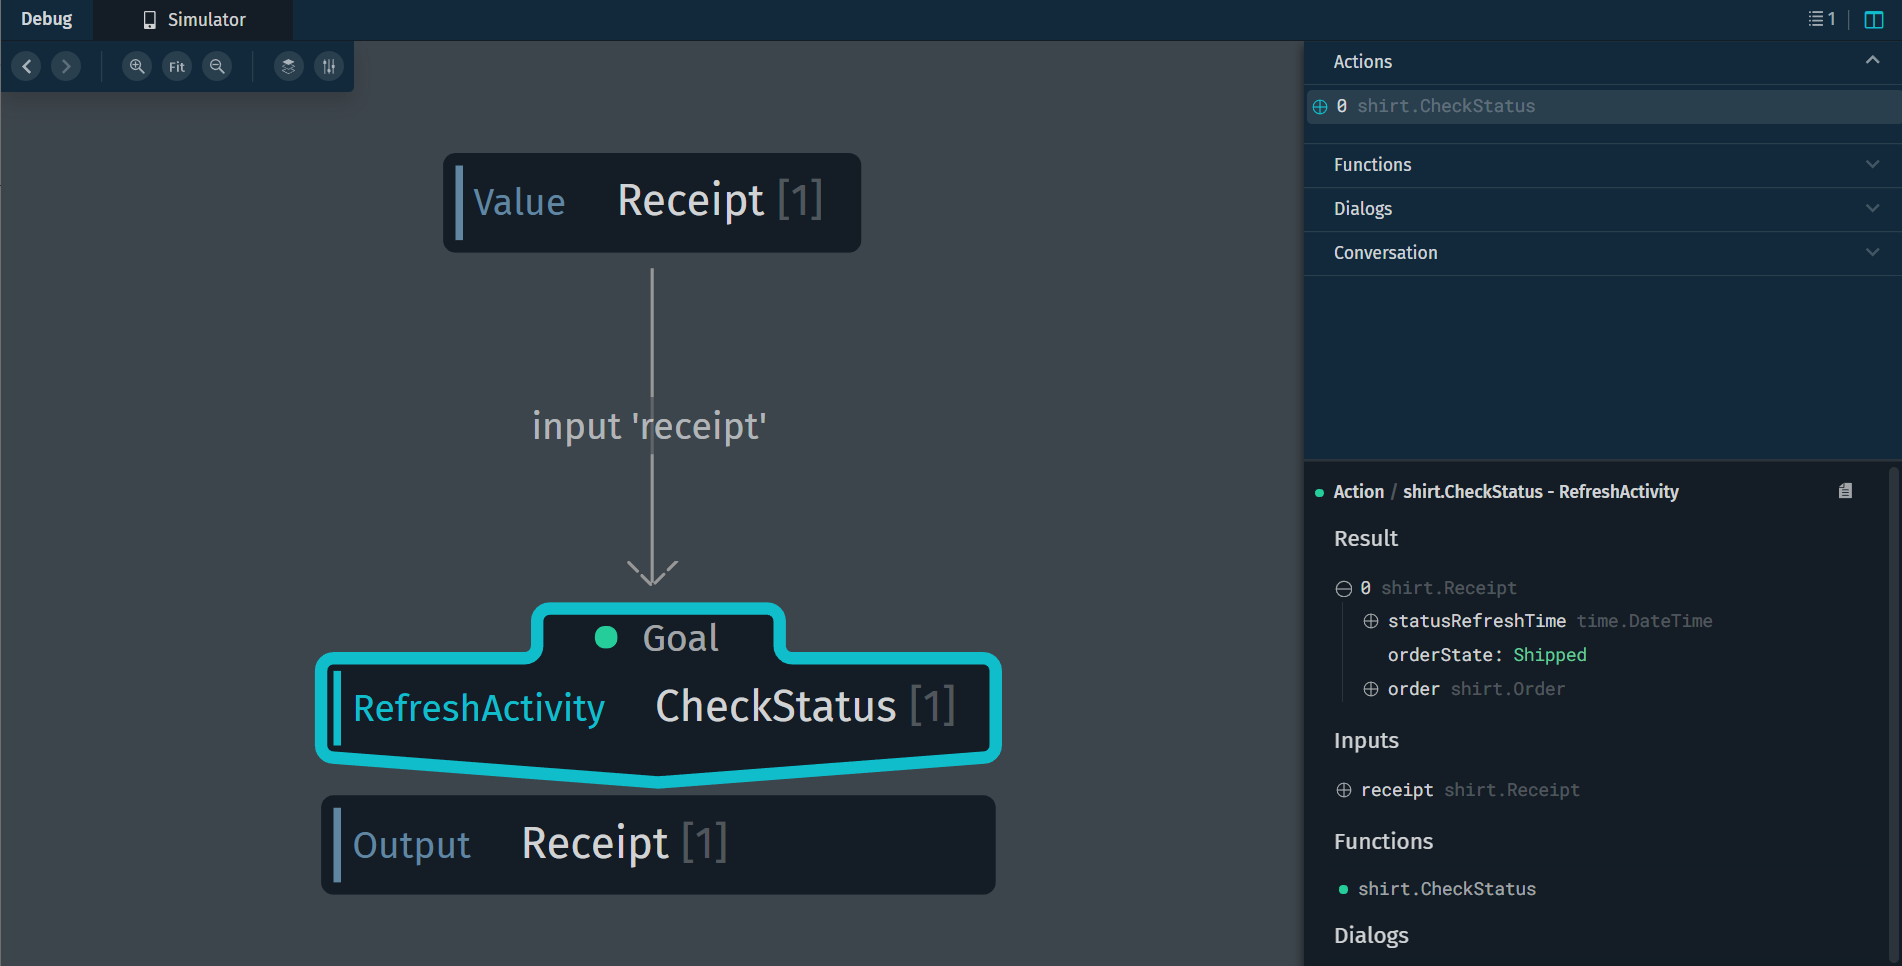 Debug
Simulator
1
Fit
Value Receipt [1]
input 'receipt'
Goal
RefreshActivity CheckStatus [1]
Output Receipt [1]
Actions
0 shirt.CheckStatus
Functions
Dialogs
Conversation
Action / shirt.CheckStatus - RefreshActivity
Result
0 shirt.Receipt
statusRefreshTime time.DateTime
orderState: Shipped
order shirt.Order
Inputs
receipt shirt.Receipt
Functions
shirt.CheckStatus
Dialogs